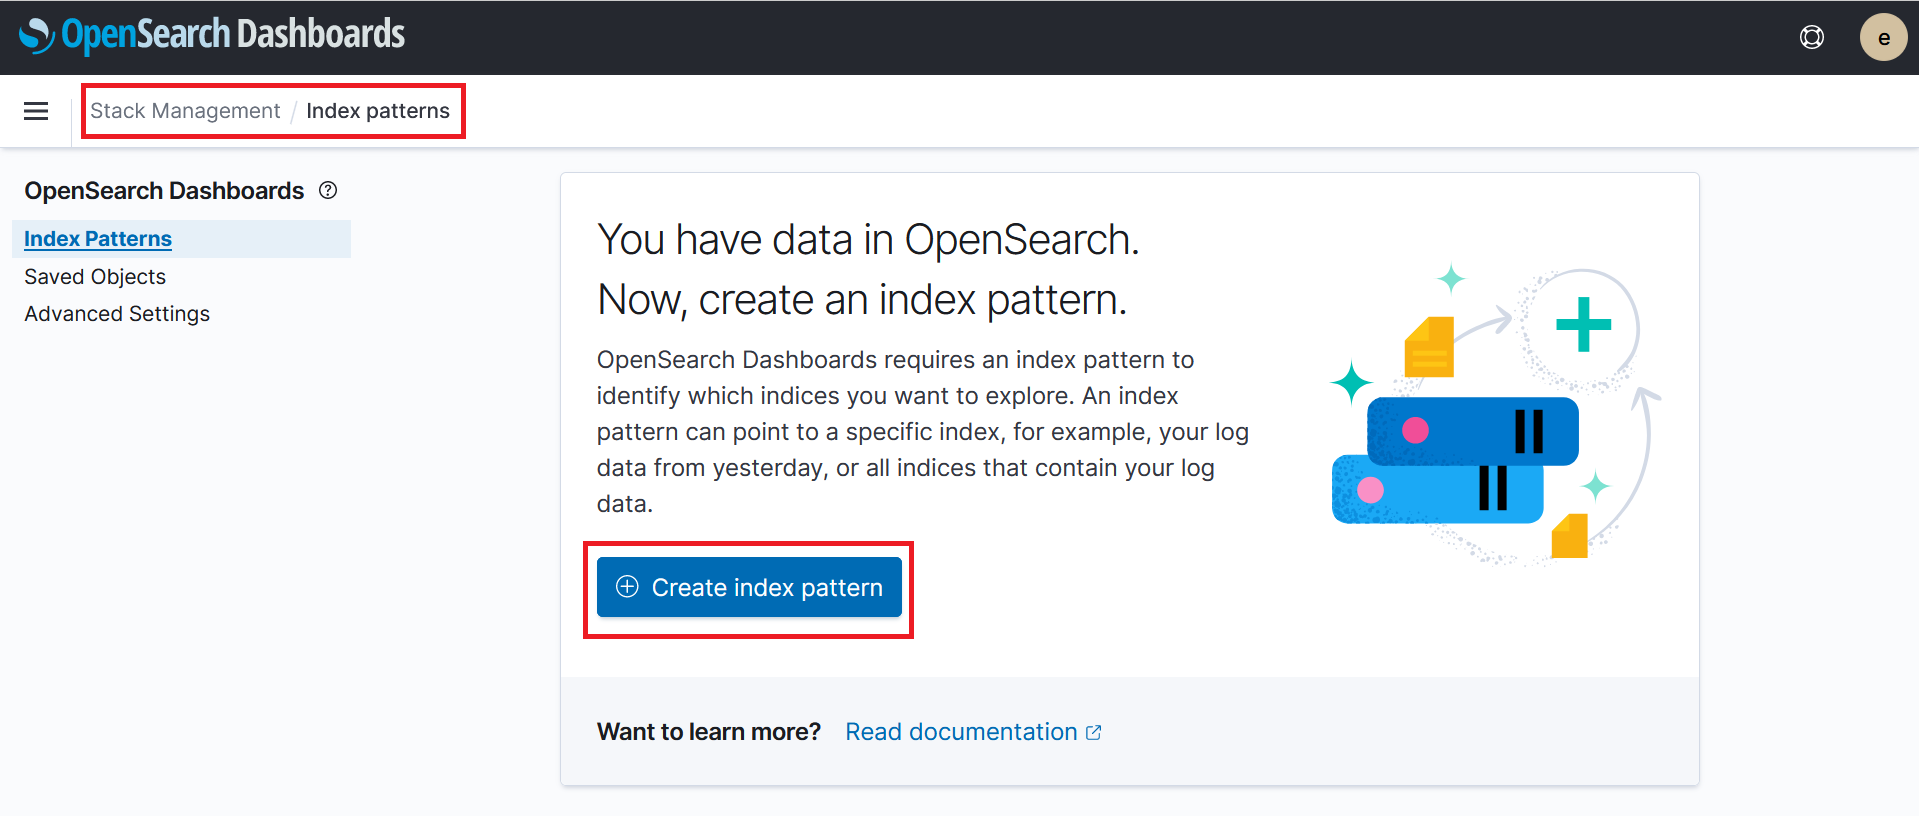 OpenSearch Dashboards
e
Stack Management / Index patterns
OpenSearch Dashboards
Index Patterns
Saved Objects
Advanced Settings
You have data in OpenSearch.
Now, create an index pattern.
OpenSearch Dashboards requires an index pattern to
identify which indices you want to explore. An index
pattern can point to a specific index, for example, your log
data from yesterday, or all indices that contain your log
data.
Create index pattern
Want to learn more? Read documentation